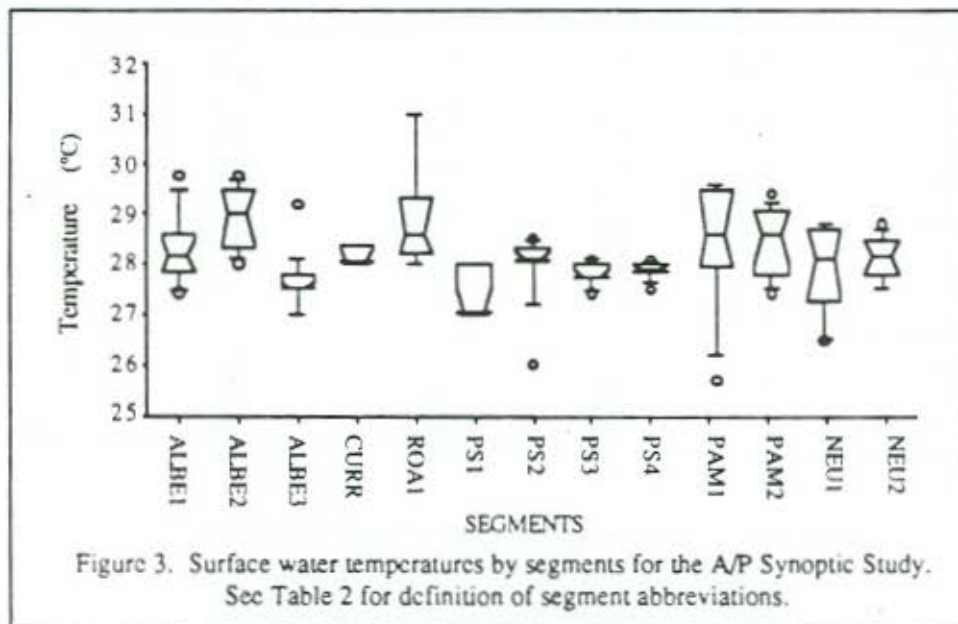 32
31
30
29
28
27
26
25
Temperature (°C)
ALBE1
ALBE2
ALBE3
CURR
ROA1
PS1
PS2
PS3
PS4
PAM1
PAM2
NEU1
NEU2
SEGMENTS
Figure 3. Surface water temperatures by segments for the A/P Synoptic Study.
See Table 2 for definition of segment abbreviations.